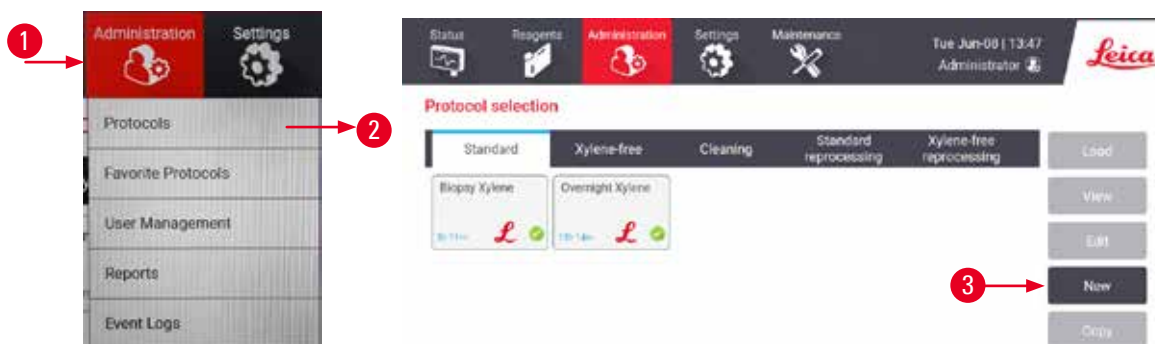 1
Administration Settings
Protocols
2
Favorite Protocols
User Management
Reports
Event Logs
Status Reagents Administration Settings Maintenance
Tue Jun-08 | 13:47
Administrator
Leica
Protocol selection
Standard Xylene-free Cleaning Standard reprocessing Xylene-free reprocessing
Biopsy Xylene
Overnight Xylene
Load
View
Edit
3
New
Copy